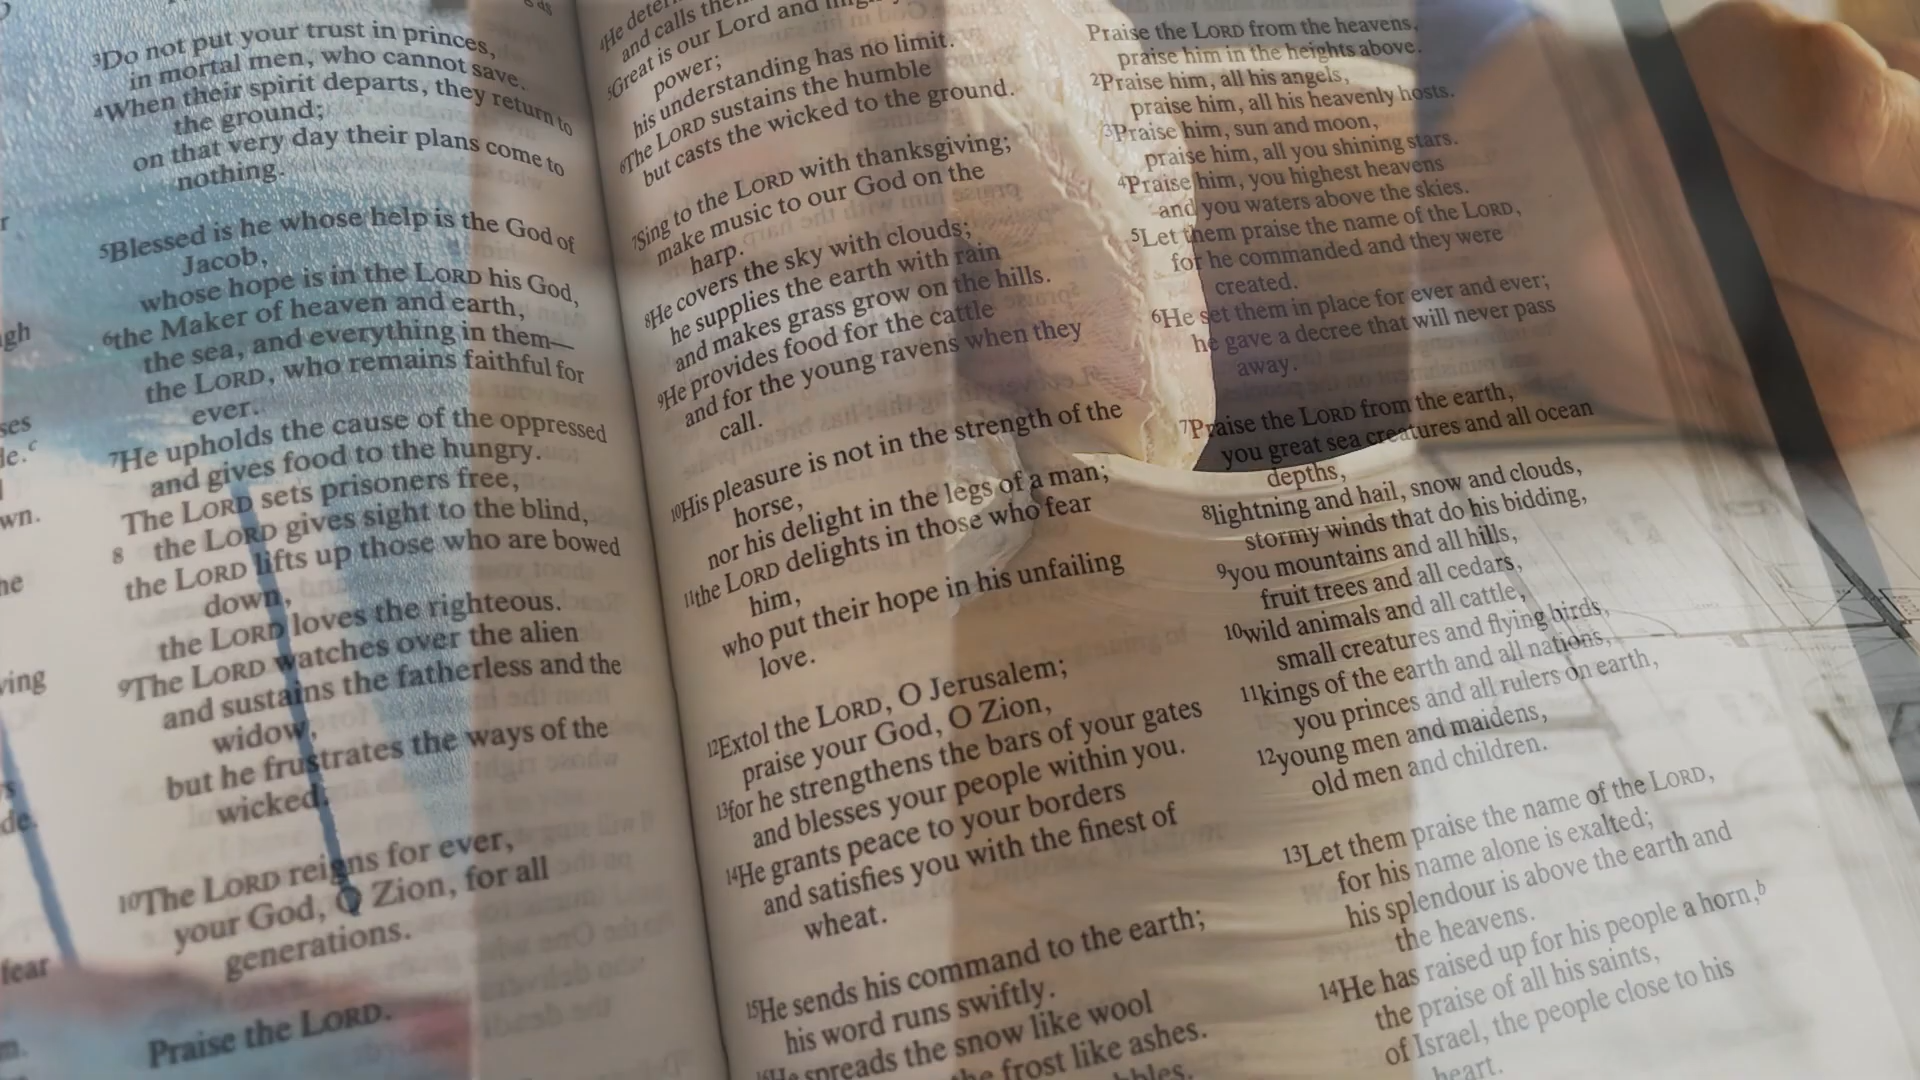 ³Do not put your trust in princes,
in mortal men, who cannot save.
⁴When their spirit departs, they return to
the ground;
on that very day their plans come to
nothing.
⁵Blessed is he whose help is the God of
Jacob,
whose hope is in the LORD his God,
⁶the Maker of heaven and earth,
the sea, and everything in them—
the LORD, who remains faithful for
ever.
⁷He upholds the cause of the oppressed
and gives food to the hungry.
The LORD sets prisoners free,
8 the LORD gives sight to the blind,
the LORD lifts up those who are bowed
down,
the LORD loves the righteous.
⁹The LORD watches over the alien
and sustains the fatherless and the
widow,
but he frustrates the ways of the
wicked.
¹⁰The LORD reigns for ever,
your God, O Zion, for all
generations.
Praise the LORD.
fear
and calls
⁵Great is our Lord and
power;
his understanding has no limit.
⁶The LORD sustains the humble
but casts the wicked to the ground.
⁷Sing to the LORD with thanksgiving;
make music to our God on the
harp.
⁸He covers the sky with clouds;
he supplies the earth with rain
and makes grass grow on the hills.
⁹He provides food for the cattle
and for the young ravens when they
call.
¹⁰His pleasure is not in the strength of the
horse,
nor his delight in the legs of a man;
¹¹the LORD delights in those who fear
him,
who put their hope in his unfailing
love.
¹²Extol the LORD, O Jerusalem;
praise your God, O Zion,
¹³for he strengthens the bars of your gates
and blesses your people within you.
¹⁴He grants peace to your borders
and satisfies you with the finest of
wheat.
¹⁵He sends his command to the earth;
his word runs swiftly.
¹⁶He spreads the snow like wool
the frost like ashes.
Praise the LORD from the heavens,
praise him in the heights above.
²Praise him, all his angels,
praise him, all his heavenly hosts.
³Praise him, sun and moon,
praise him, all you shining stars.
⁴Praise him, you highest heavens
and you waters above the skies.
⁵Let them praise the name of the LORD,
for he commanded and they were
created.
⁶He set them in place for ever and ever;
he gave a decree that will never pass
away.
⁷Praise the LORD from the earth,
you great sea creatures and all ocean
depths,
⁸lightning and hail, snow and clouds,
stormy winds that do his bidding,
⁹you mountains and all hills,
fruit trees and all cedars,
¹⁰wild animals and all cattle,
small creatures and flying birds,
¹¹kings of the earth and all nations,
you princes and all rulers on earth,
¹²young men and maidens,
old men and children.
¹³Let them praise the name of the LORD,
for his name alone is exalted;
his splendour is above the earth and
the heavens.
¹⁴He has raised up for his people a horn,ᵇ
the praise of all his saints,
of Israel, the people close to his
heart.